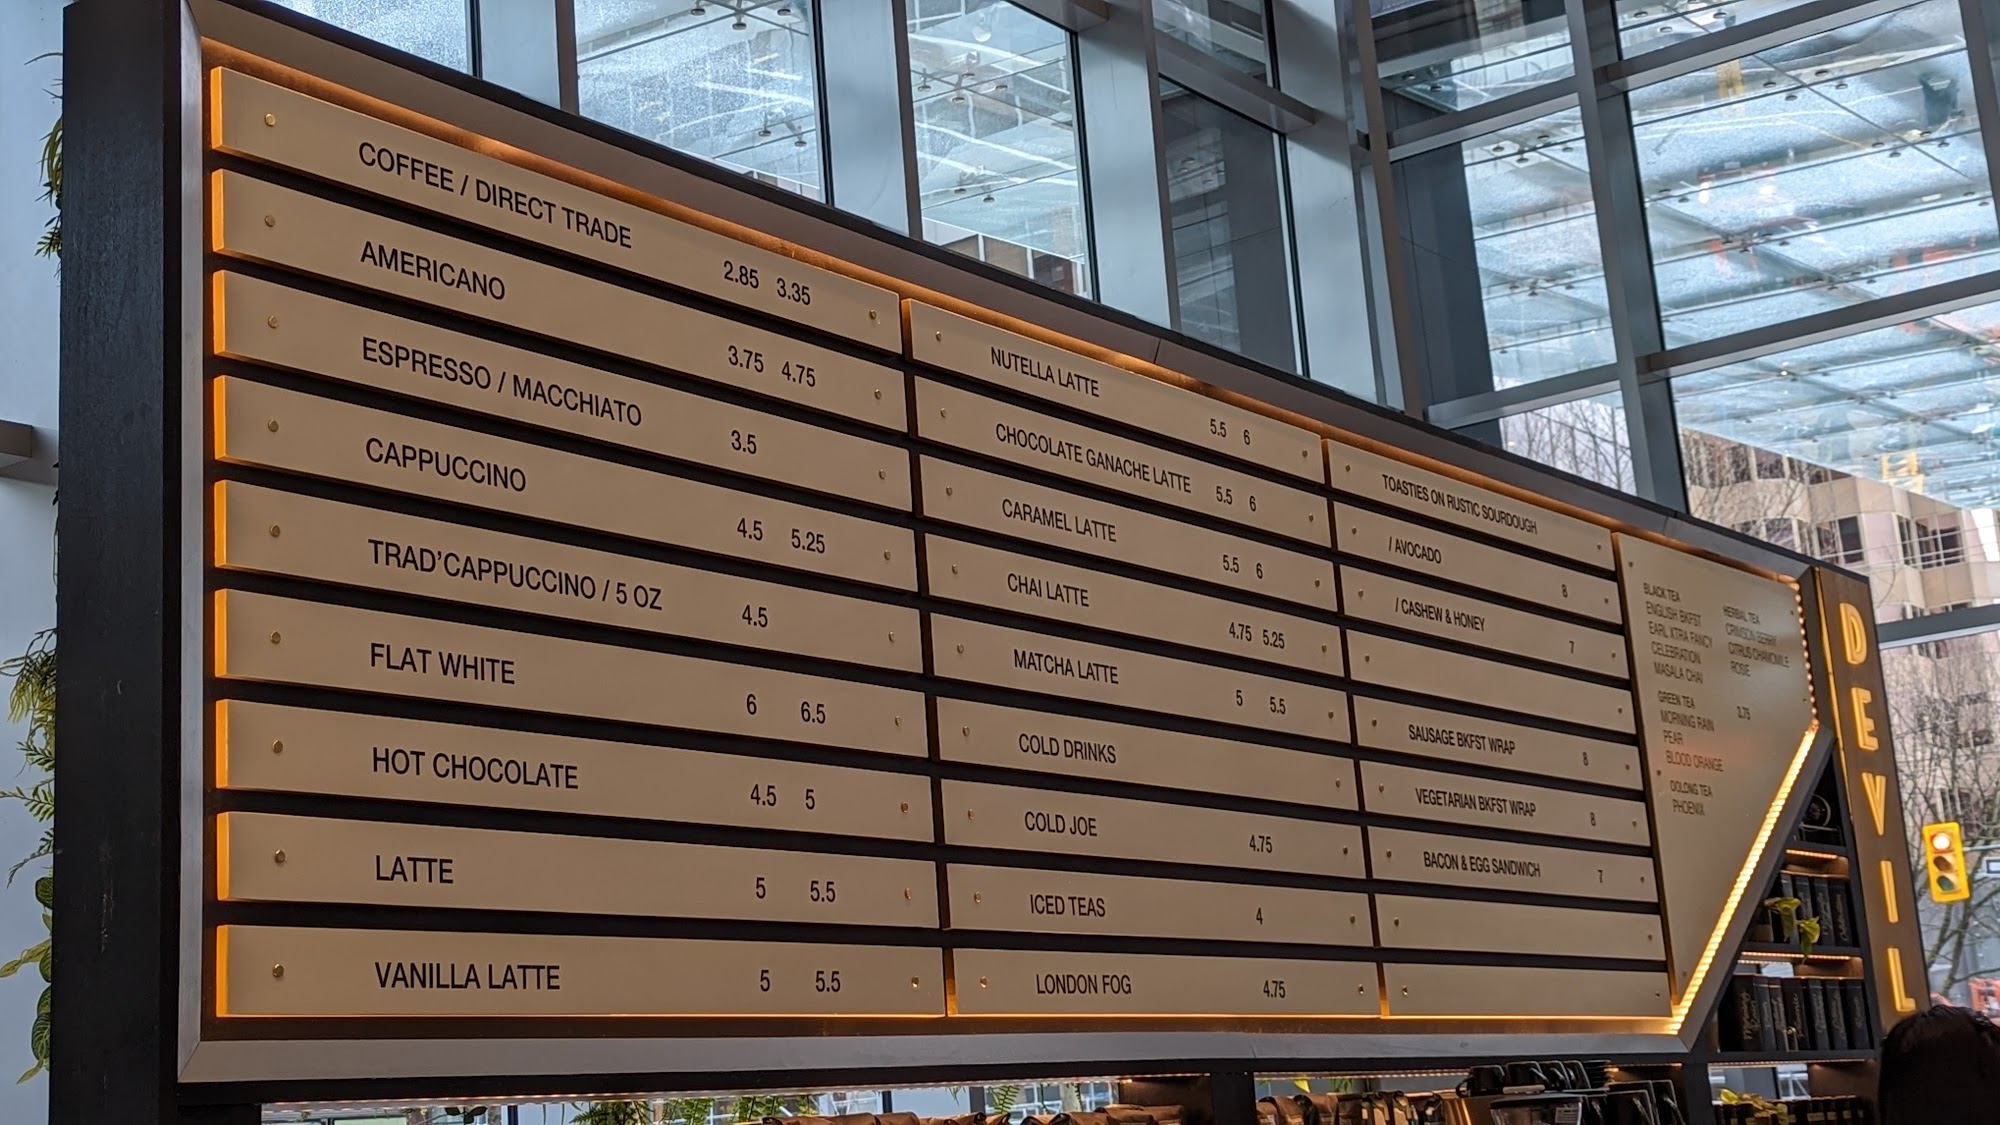 COFFEE / DIRECT TRADE 2.85 3.35
AMERICANO 3.75 4.75
ESPRESSO / MACCHIATO 3.5
CAPPUCCINO 4.5 5.25
TRAD'CAPPUCCINO / 5 OZ 4.5
FLAT WHITE 6 6.5
HOT CHOCOLATE 4.5 5
LATTE 5 5.5
VANILLA LATTE 5 5.5
NUTELLA LATTE 5.5 6
CHOCOLATE GANACHE LATTE 5.5 6
CARAMEL LATTE 5.5 6
CHAI LATTE 4.75 5.25
MATCHA LATTE 5 5.5
COLD DRINKS
COLD JOE 4.75
ICED TEAS 4
LONDON FOG 4.75
TOASTIES ON RUSTIC SOURDOUGH
/ AVOCADO 8
/ CASHEW & HONEY 7
SAUSAGE BKFST WRAP 8
VEGETARIAN BKFST WRAP 8
BACON & EGG SANDWICH 7
BLACK TEA
ENGLISH BKFST
EARL XTRA FANCY
CELEBRATION
MASALA CHAI
GREEN TEA
MORNING RAIN
PEAR
BLOOD ORANGE
OOLONG TEA
PHOENIX
HERBAL TEA
CRIMSON BERRY
CITRUS CHAMOMILE
ROSIE
3.75
DEVIL